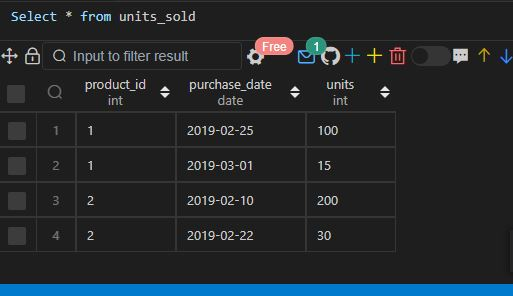 Select * from units_sold
Input to filter result
Free
1
product_id purchase_date units
int date int
1 1 2019-02-25 100
2 1 2019-03-01 15
3 2 2019-02-10 200
4 2 2019-02-22 30